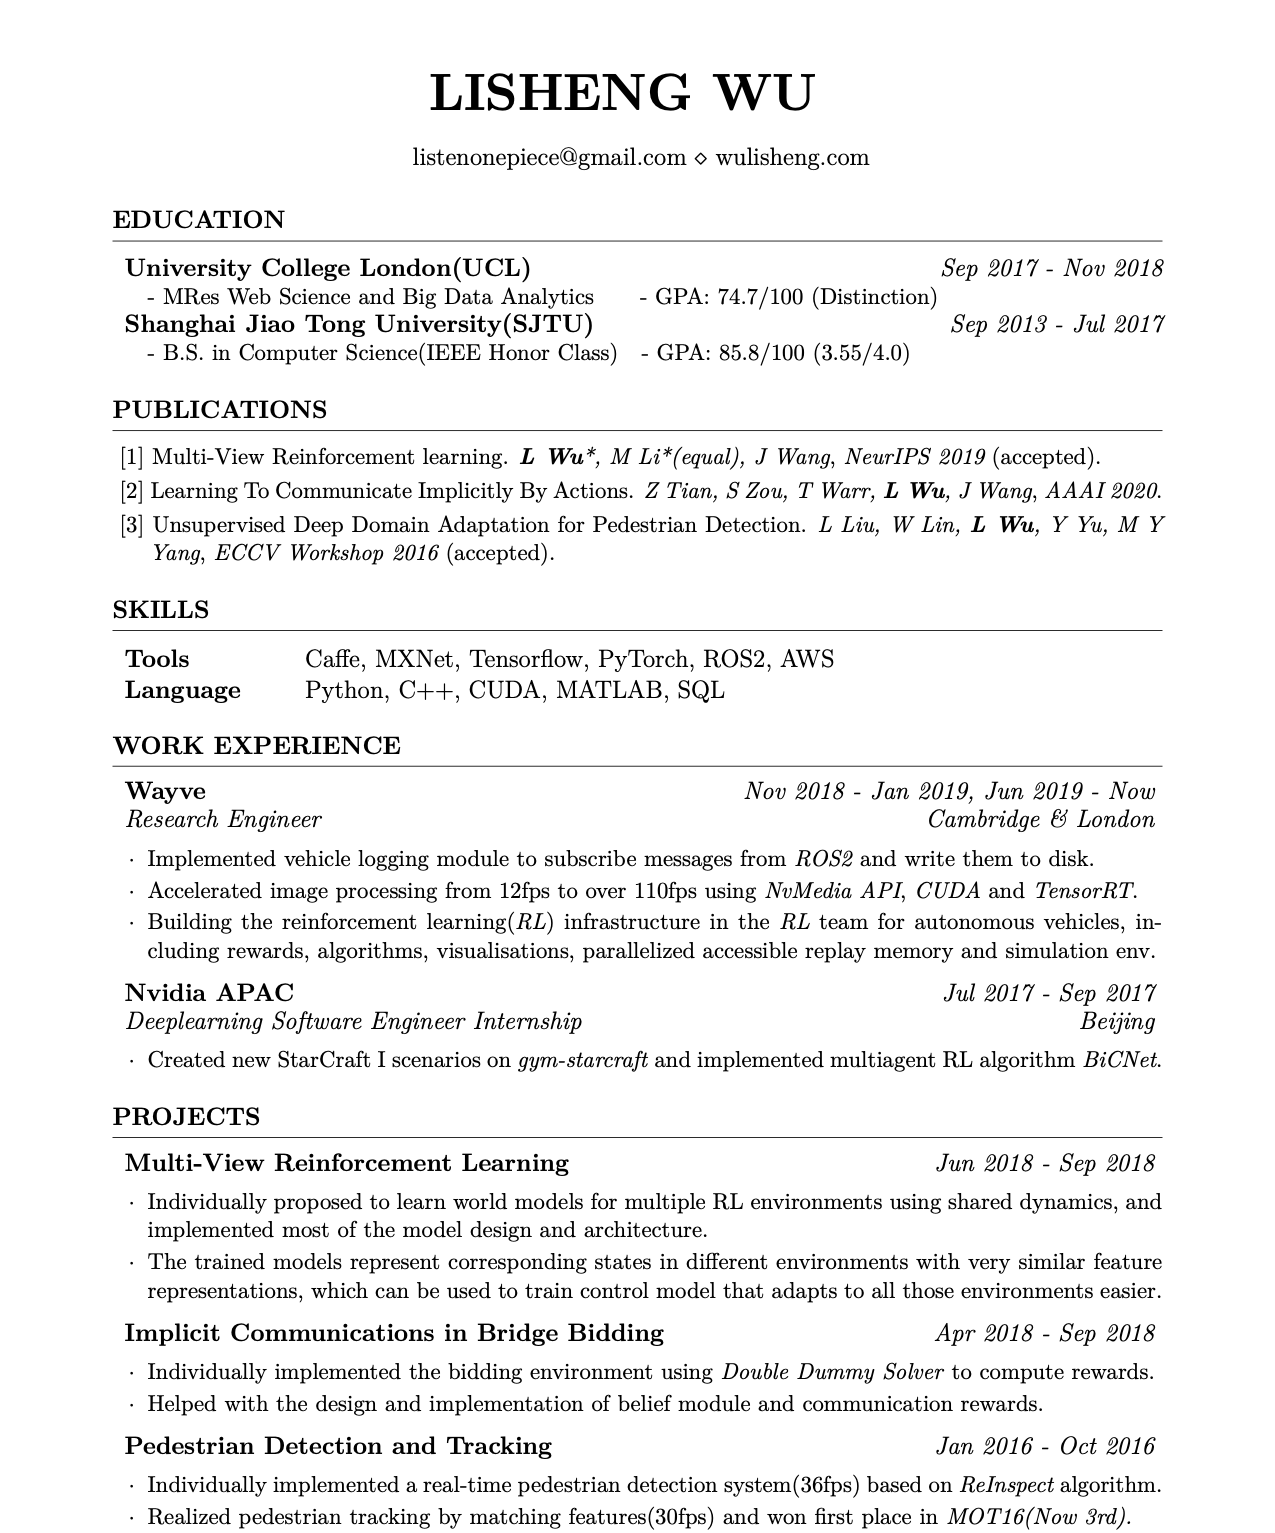 LISHENG WU
listenonepiece@gmail.com ⋄ wulisheng.com
EDUCATION
University College London(UCL) Sep 2017 - Nov 2018
- MRes Web Science and Big Data Analytics - GPA: 74.7/100 (Distinction)
Shanghai Jiao Tong University(SJTU) Sep 2013 - Jul 2017
- B.S. in Computer Science(IEEE Honor Class) - GPA: 85.8/100 (3.55/4.0)
PUBLICATIONS
[1] Multi-View Reinforcement learning. L Wu*, M Li*(equal), J Wang, NeurIPS 2019 (accepted).
[2] Learning To Communicate Implicitly By Actions. Z Tian, S Zou, T Warr, L Wu, J Wang, AAAI 2020.
[3] Unsupervised Deep Domain Adaptation for Pedestrian Detection. L Liu, W Lin, L Wu, Y Yu, M Y
Yang, ECCV Workshop 2016 (accepted).
SKILLS
Tools Caffe, MXNet, Tensorflow, PyTorch, ROS2, AWS
Language Python, C++, CUDA, MATLAB, SQL
WORK EXPERIENCE
Wayve Nov 2018 - Jan 2019, Jun 2019 - Now
Research Engineer Cambridge & London
· Implemented vehicle logging module to subscribe messages from ROS2 and write them to disk.
· Accelerated image processing from 12fps to over 110fps using NvMedia API, CUDA and TensorRT.
· Building the reinforcement learning(RL) infrastructure in the RL team for autonomous vehicles, in-
cluding rewards, algorithms, visualisations, parallelized accessible replay memory and simulation env.
Nvidia APAC Jul 2017 - Sep 2017
Deeplearning Software Engineer Internship Beijing
· Created new StarCraft I scenarios on gym-starcraft and implemented multiagent RL algorithm BiCNet.
PROJECTS
Multi-View Reinforcement Learning Jun 2018 - Sep 2018
· Individually proposed to learn world models for multiple RL environments using shared dynamics, and
implemented most of the model design and architecture.
· The trained models represent corresponding states in different environments with very similar feature
representations, which can be used to train control model that adapts to all those environments easier.
Implicit Communications in Bridge Bidding Apr 2018 - Sep 2018
· Individually implemented the bidding environment using Double Dummy Solver to compute rewards.
· Helped with the design and implementation of belief module and communication rewards.
Pedestrian Detection and Tracking Jan 2016 - Oct 2016
· Individually implemented a real-time pedestrian detection system(36fps) based on ReInspect algorithm.
· Realized pedestrian tracking by matching features(30fps) and won first place in MOT16(Now 3rd).